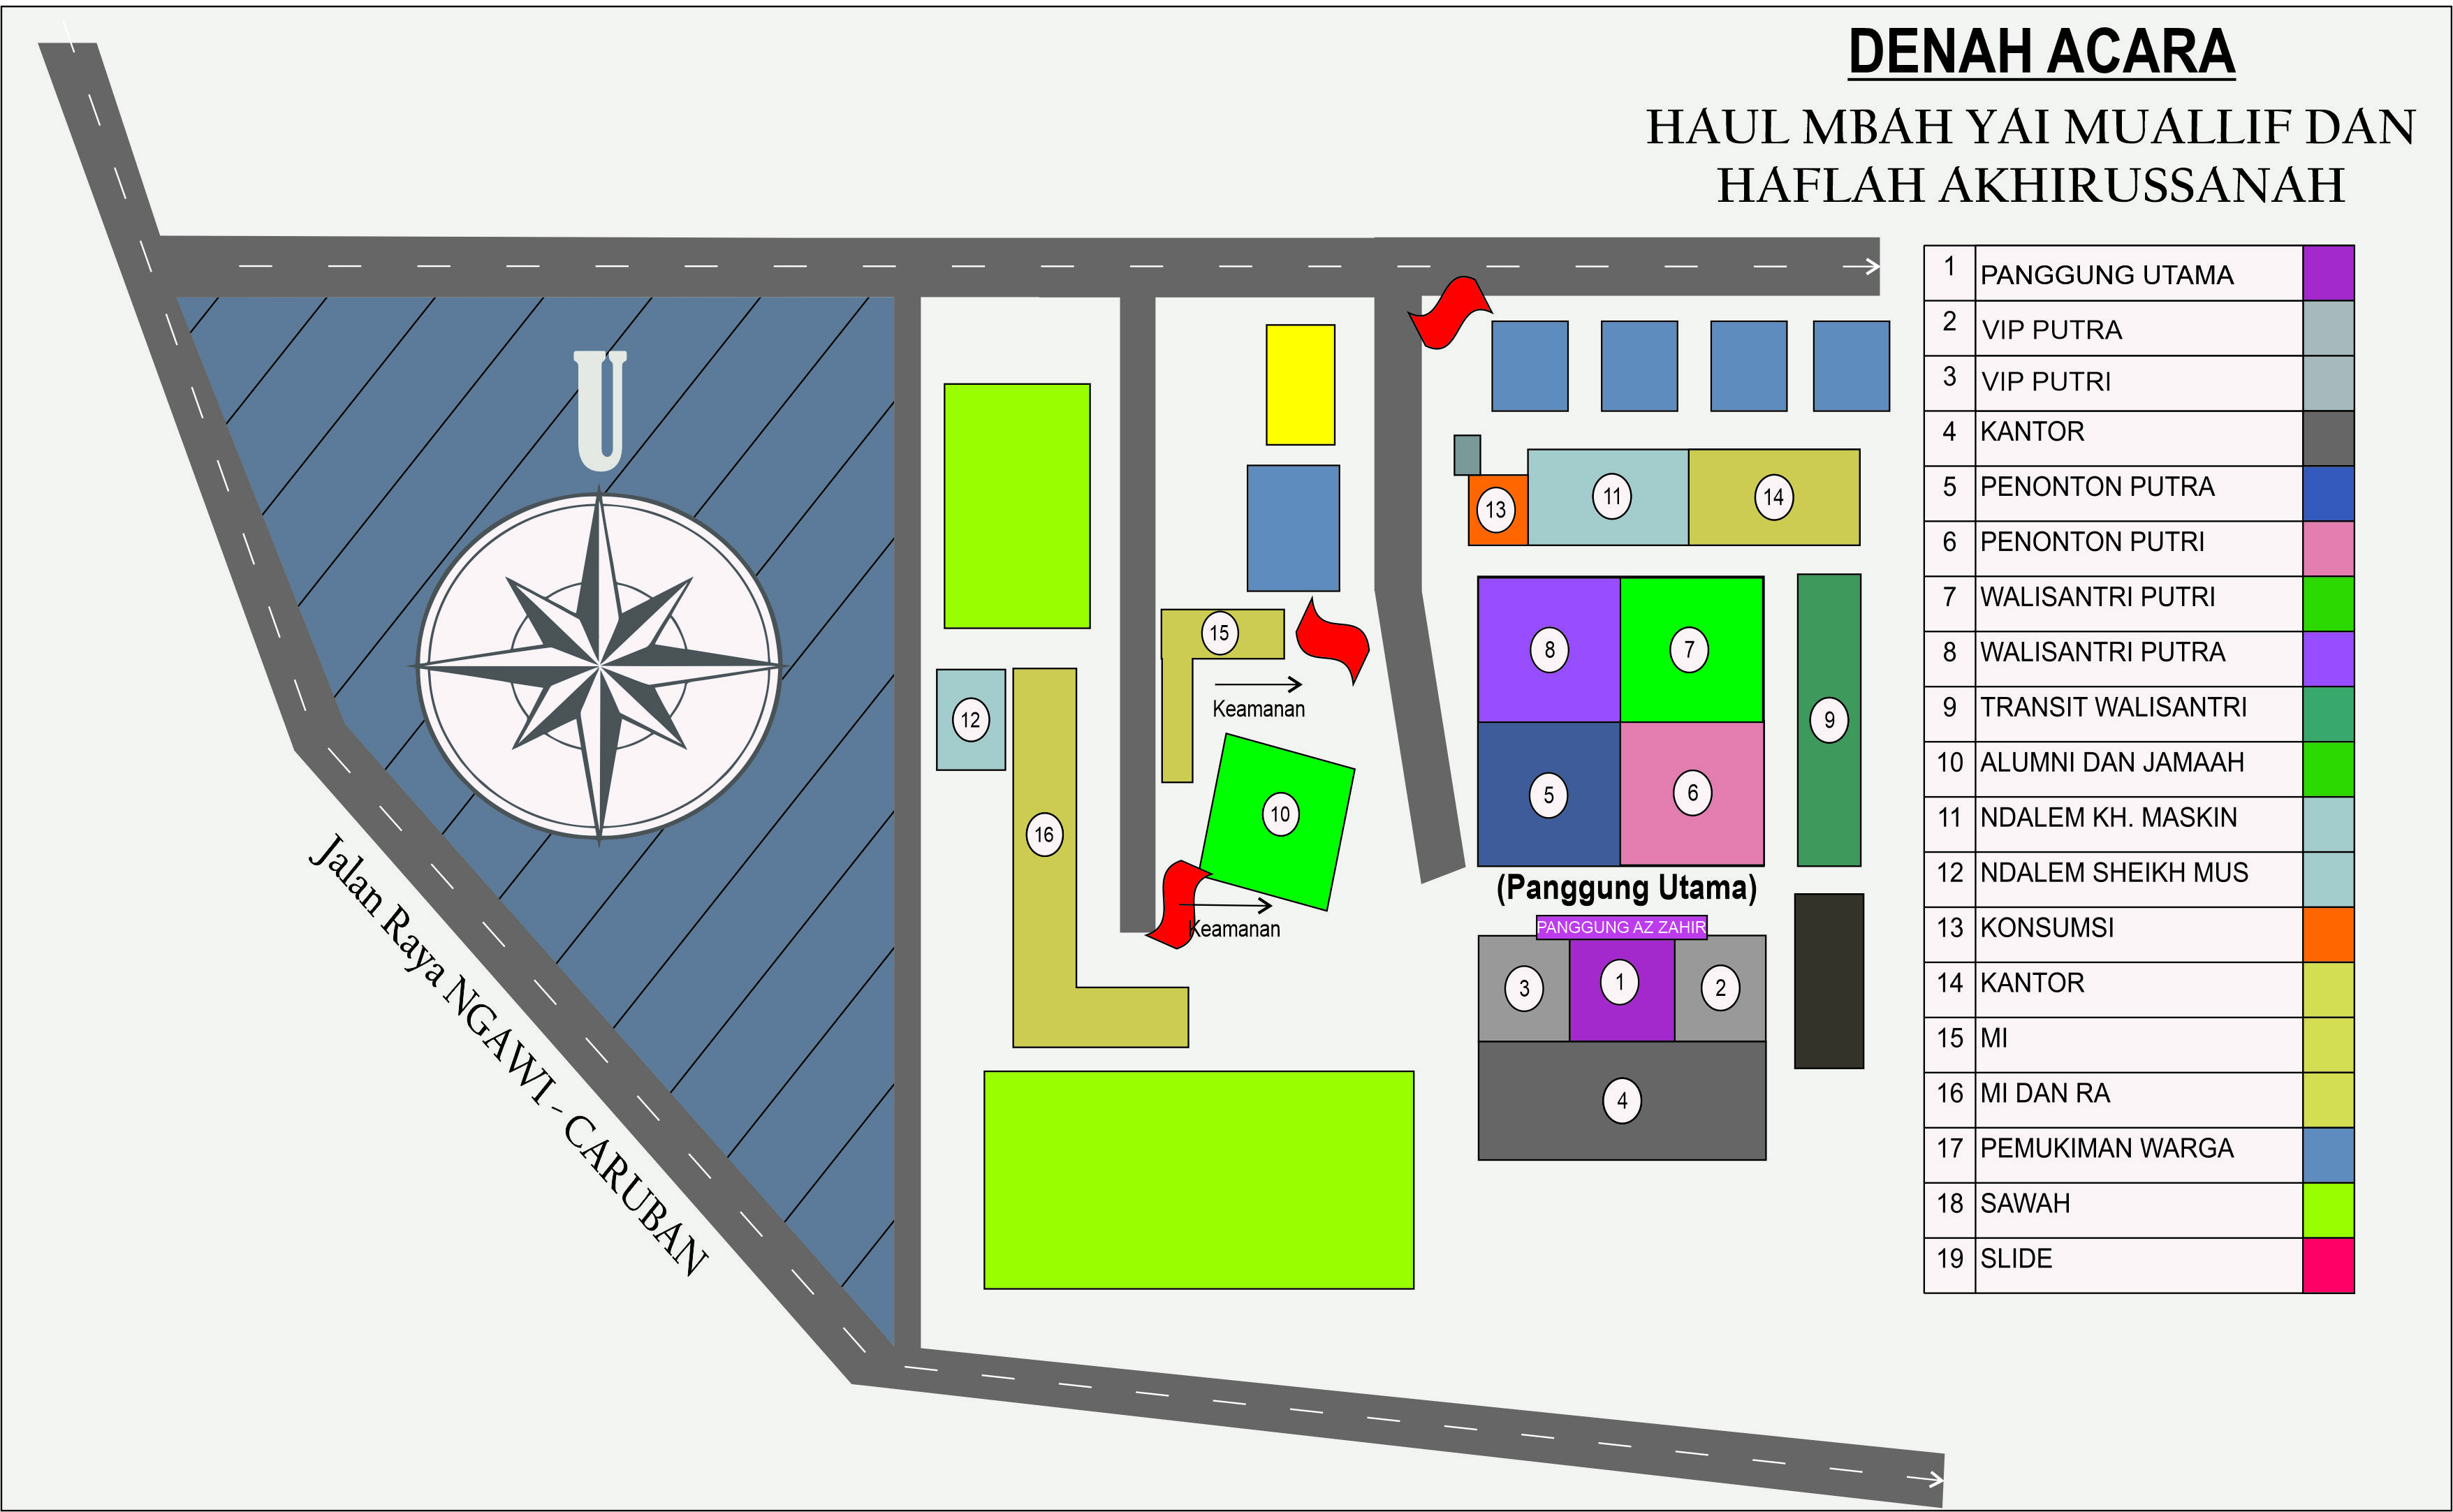 DENAH ACARA
HAUL MBAH YAI MUALLIF DAN
HAFLAH AKHIRUSSANAH
1 PANGGUNG UTAMA
2 VIP PUTRA
3 VIP PUTRI
4 KANTOR
5 PENONTON PUTRA
6 PENONTON PUTRI
7 WALISANTRI PUTRI
8 WALISANTRI PUTRA
9 TRANSIT WALISANTRI
10 ALUMNI DAN JAMAAH
11 NDALEM KH. MASKIN
12 NDALEM SHEIKH MUS
13 KONSUMSI
14 KANTOR
15 MI
16 MI DAN RA
17 PEMUKIMAN WARGA
18 SAWAH
19 SLIDE
U
Jalan Raya NGAWI - CARUBAN
13
11
14
15
8
7
12
9
Keamanan
5
6
10
16
(Panggung Utama)
Keamanan
PANGGUNG AZ ZAHIR
3
1
2
4